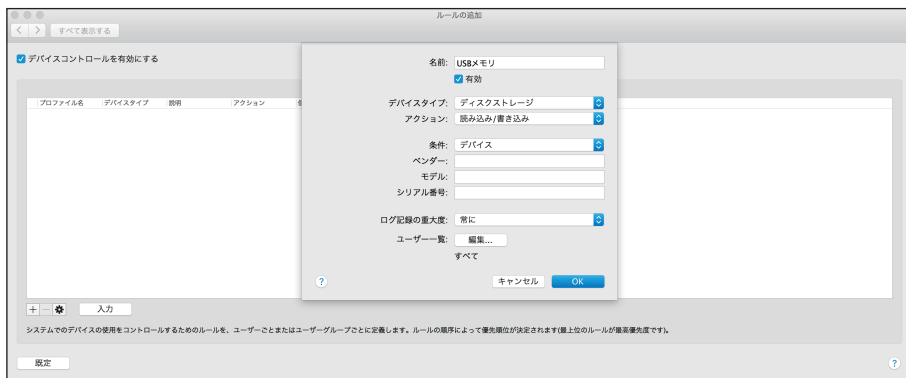 ルールの追加
すべて表示する
デバイスコントロールを有効にする
プロファイル名 デバイスタイプ 説明 アクション
名前: USBメモリ
有効
デバイスタイプ: ディスクストレージ
アクション: 読み込み/書き込み
条件: デバイス
ベンダー:
モデル:
シリアル番号:
ログ記録の重大度: 常に
ユーザー一覧: 編集...
すべて
? キャンセル OK
入力
システムでのデバイスの使用をコントロールするためのルールを、ユーザーごとまたはユーザーグループごとに定義します。ルールの順序によって優先順位が決定されます(最上位のルールが最高優先度です)。
既定 ?